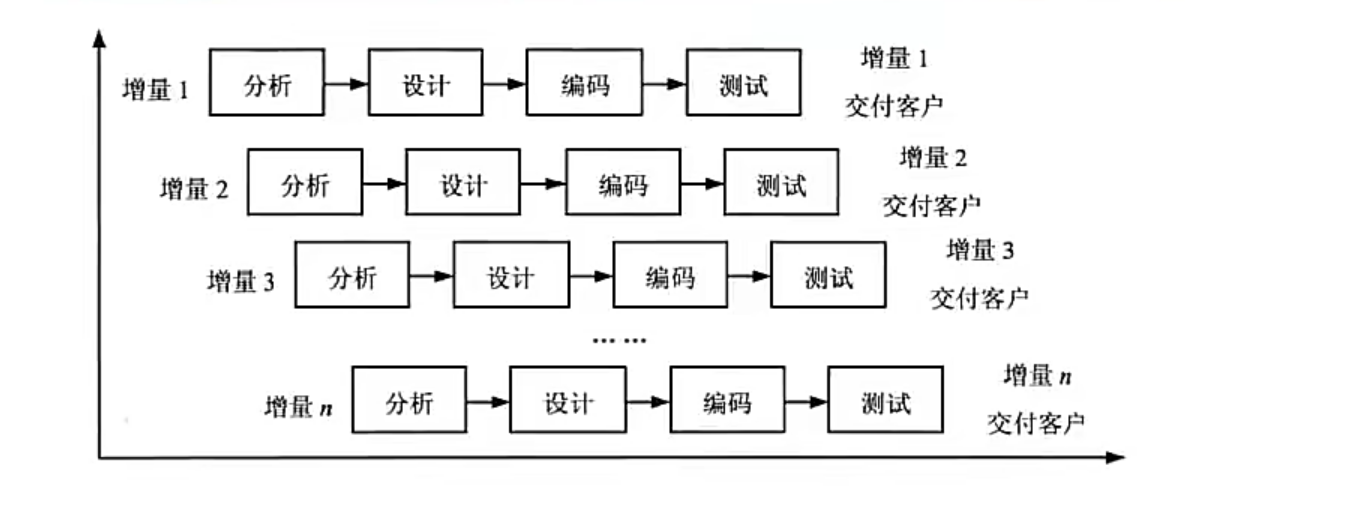 增量 1 分析 设计 编码 测试 增量 1
交付客户
增量 2 分析 设计 编码 测试 增量 2
交付客户
增量 3 分析 设计 编码 测试 增量 3
交付客户
... ...
增量 n 分析 设计 编码 测试 增量 n
交付客户